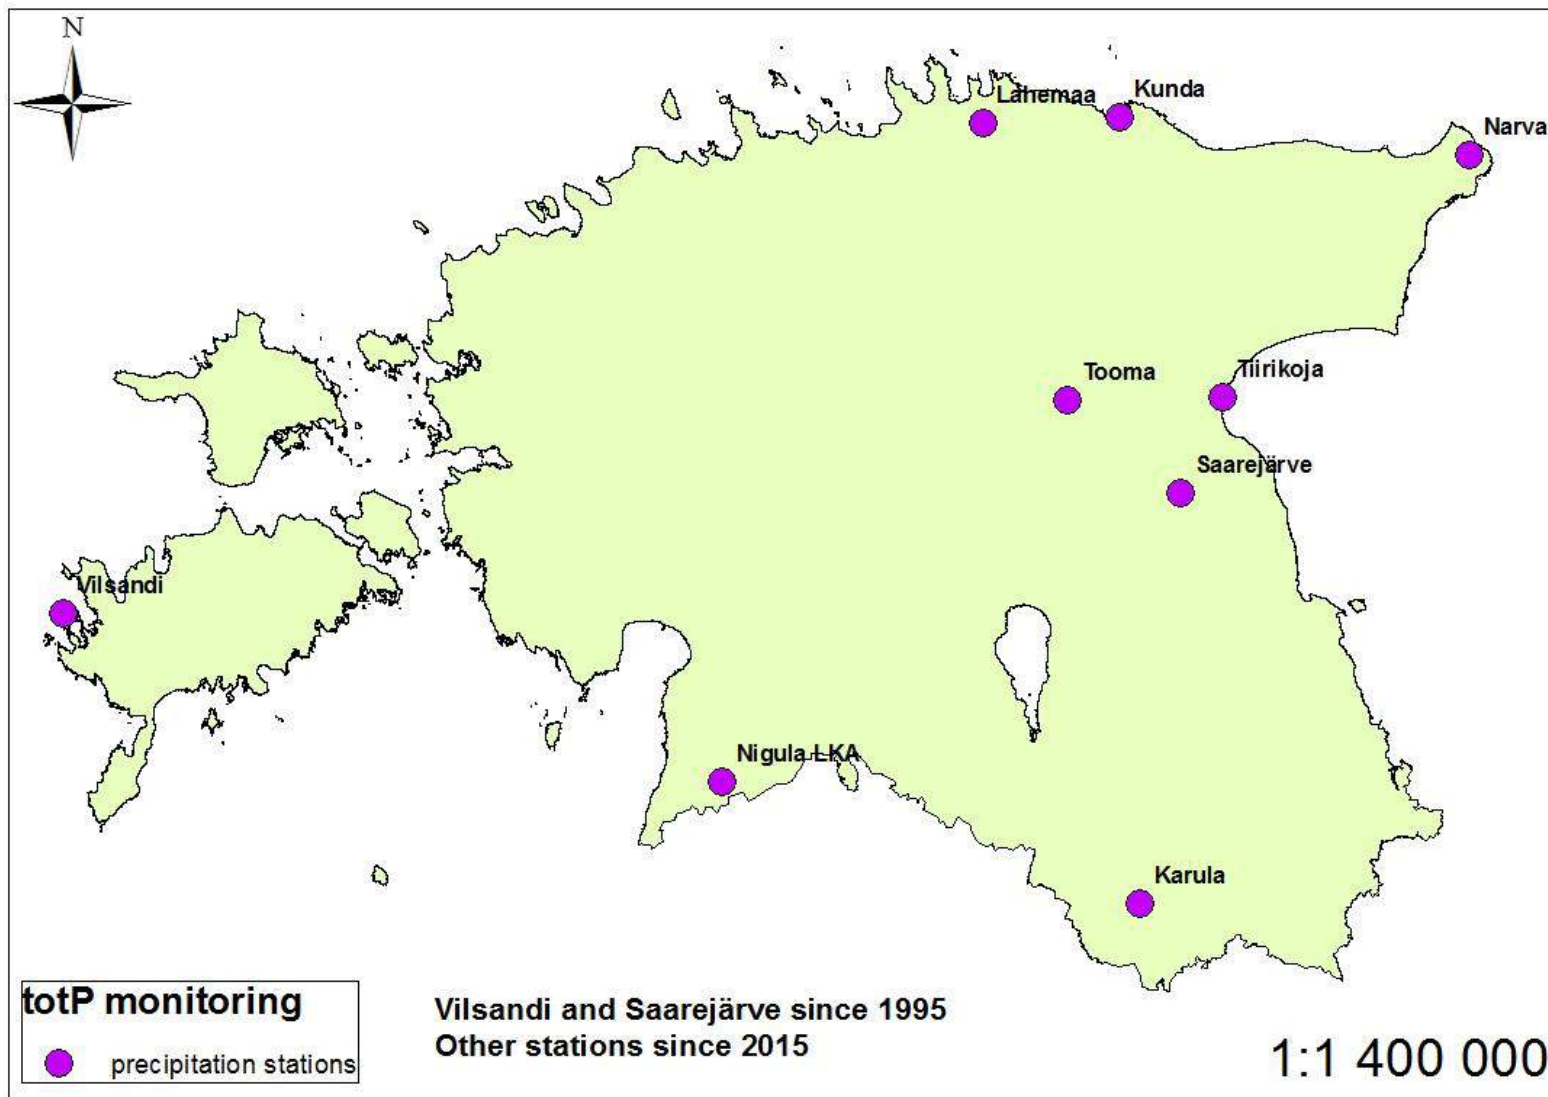 N
Lahemaa
Kunda
Narva
Tooma
Tiirikoja
Saarejärve
Vilsandi
Nigula LKA
Karula
totP monitoring
precipitation stations
Vilsandi and Saarejärve since 1995
Other stations since 2015
1:1 400 000